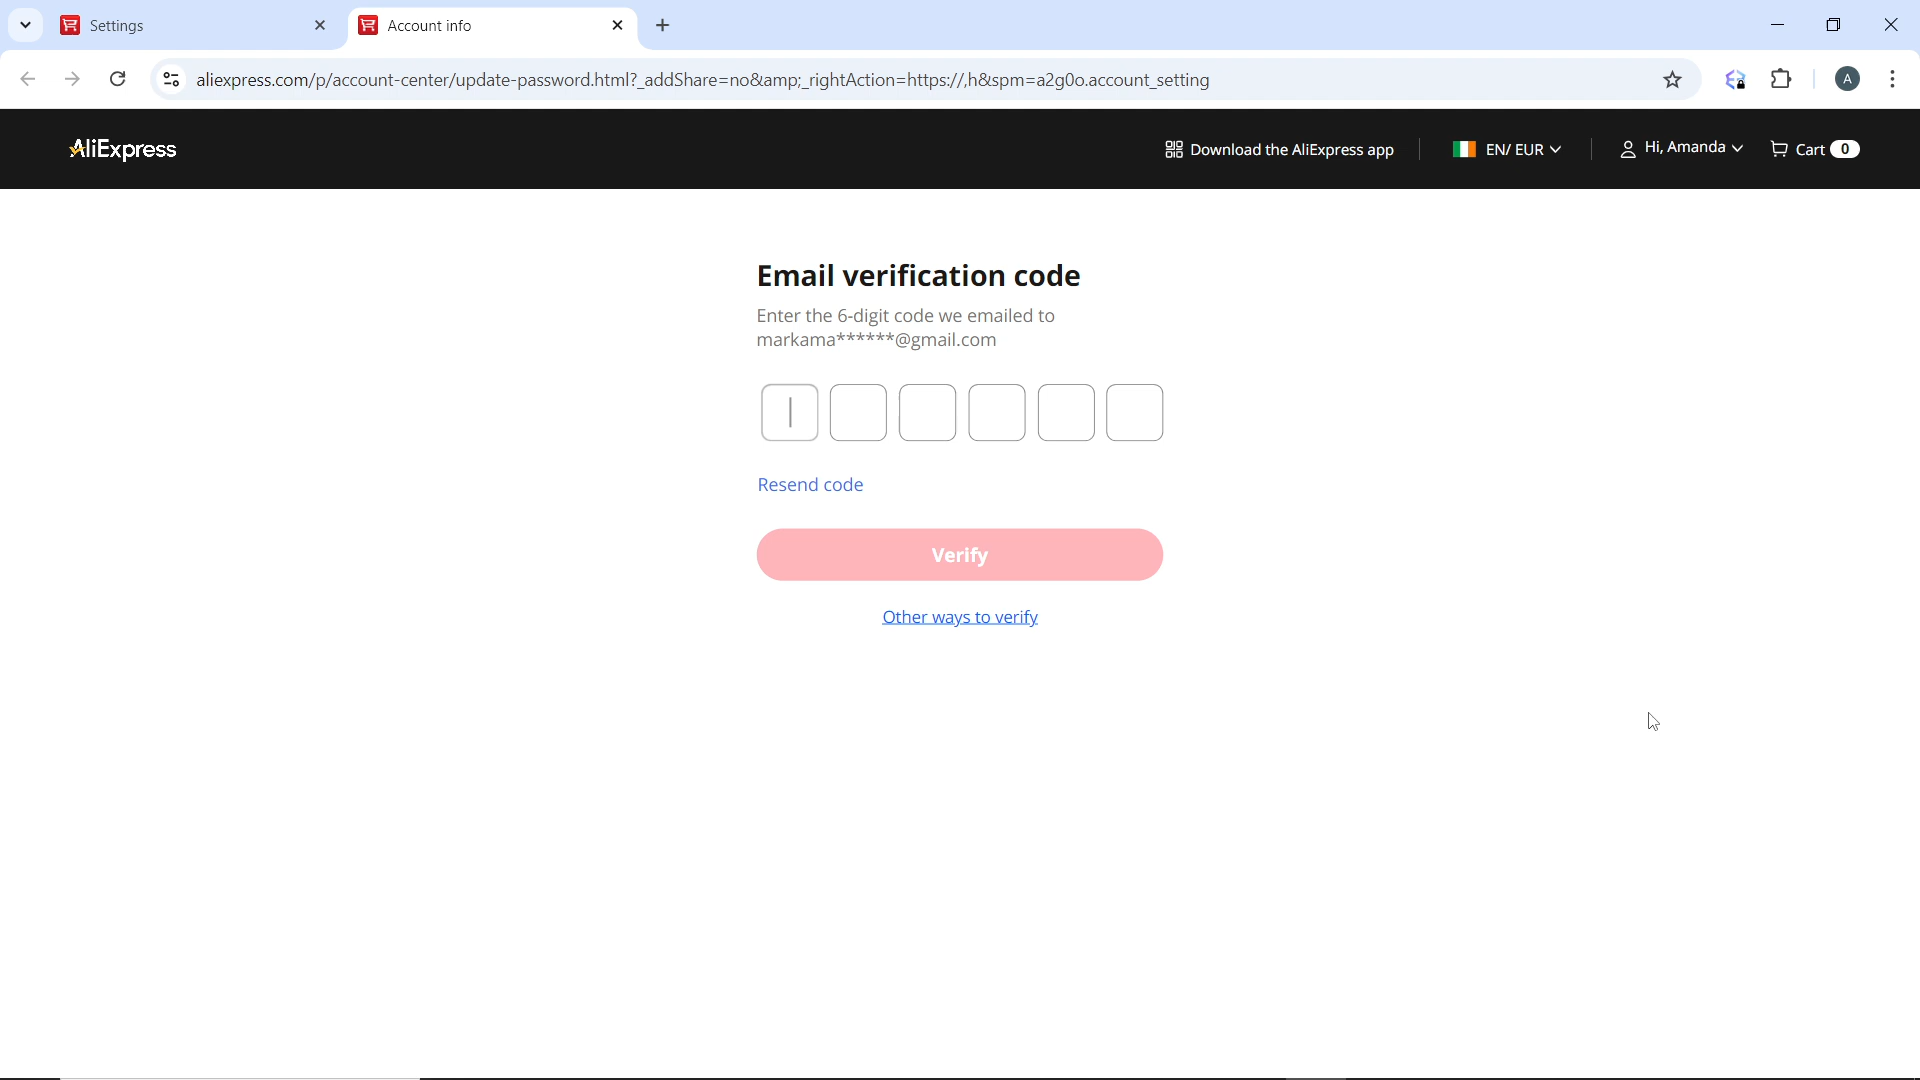 Settings
Account info
aliexpress.com/p/account-center/update-password.html?_addShare=no&amp;_rightAction=https://,h&spm=a2g0o.account_setting
A
AliExpress
Download the AliExpress app
EN/ EUR
Hi, Amanda
Cart 0
Email verification code
Enter the 6-digit code we emailed to
markama******@gmail.com
Resend code
Verify
Other ways to verify